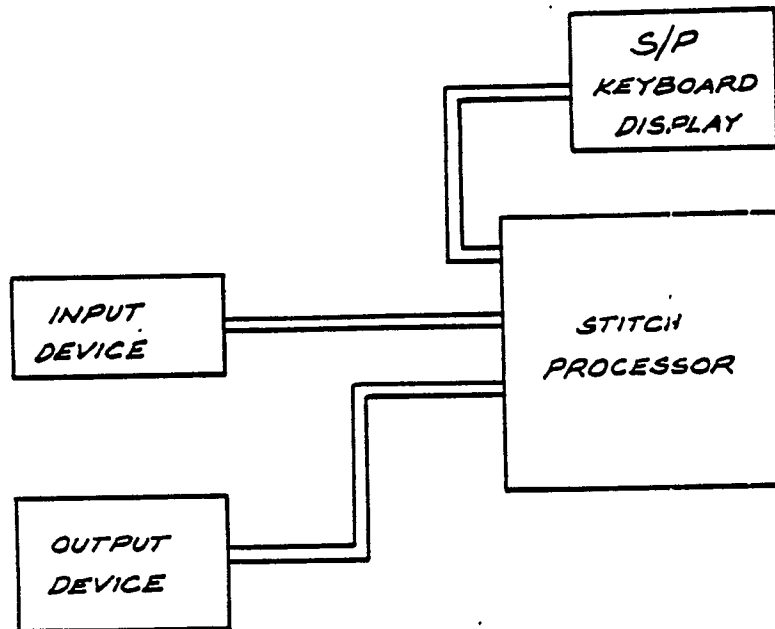 S/P
KEYBOARD
DISPLAY
INPUT
DEVICE
STITCH
PROCESSOR
OUTPUT
DEVICE